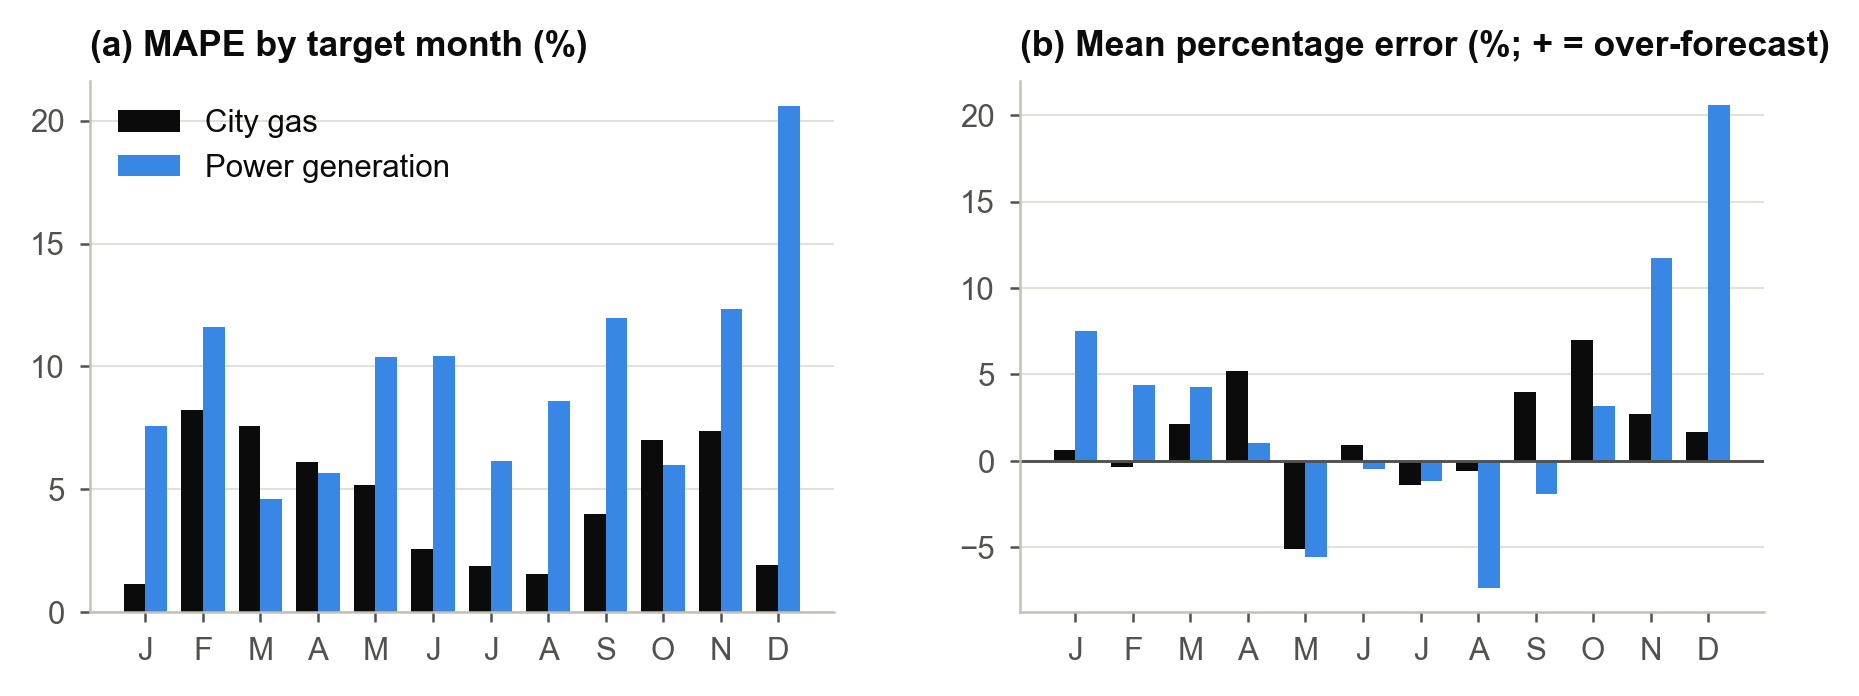 (a) MAPE by target month (%)
City gas
Power generation
20
15
10
5
0
J F M A M J J A S O N D
(b) Mean percentage error (%; + = over-forecast)
20
15
10
5
0
−5
J F M A M J J A S O N D